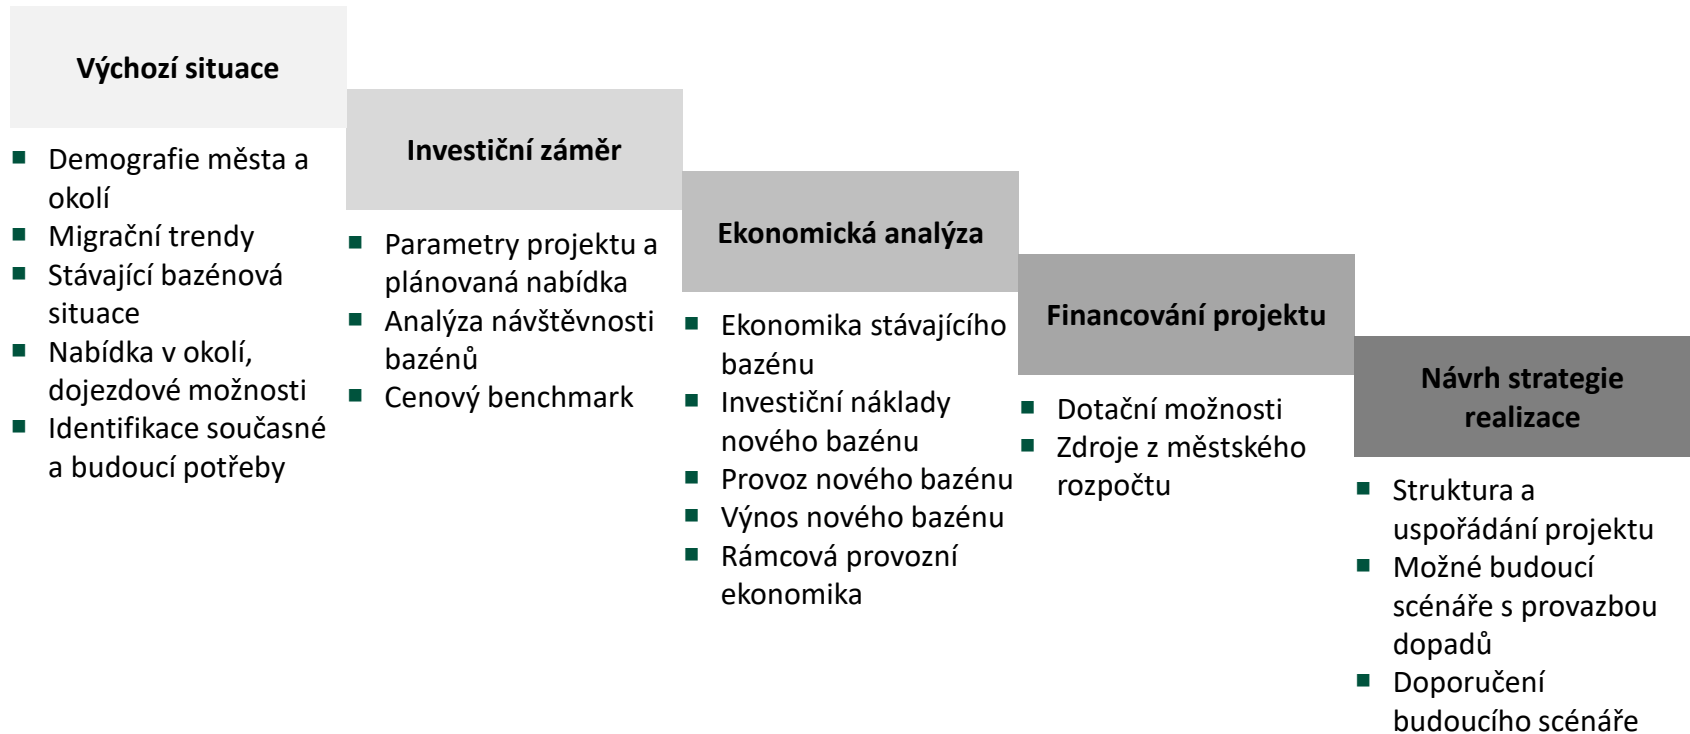 Výchozí situace
■ Demografie města a
okolí
■ Migrační trendy
■ Stávající bazénová
situace
■ Nabídka v okolí,
dojezdové možnosti
■ Identifikace současné
a budoucí potřeby
Investiční záměr
■ Parametry projektu a
plánovaná nabídka
■ Analýza návštěvnosti
bazénů
■ Cenový benchmark
Ekonomická analýza
■ Ekonomika stávajícího
bazénu
■ Investiční náklady
nového bazénu
■ Provoz nového bazénu
■ Výnos nového bazénu
■ Rámcová provozní
ekonomika
Financování projektu
■ Dotační možnosti
■ Zdroje z městského
rozpočtu
Návrh strategie
realizace
■ Struktura a
uspořádání projektu
■ Možné budoucí
scénáře s provazbou
dopadů
■ Doporučení
budoucího scénáře